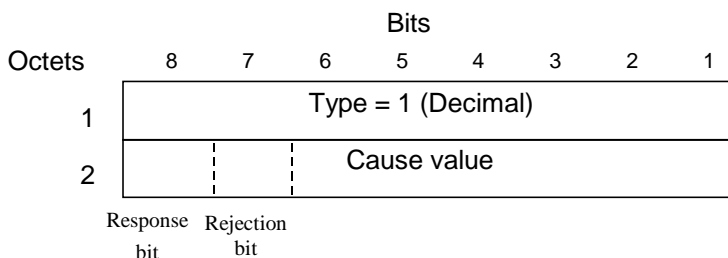 Bits
Octets 8 7 6 5 4 3 2 1
1 Type = 1 (Decimal)
2 Cause value
Response Rejection
bit bit